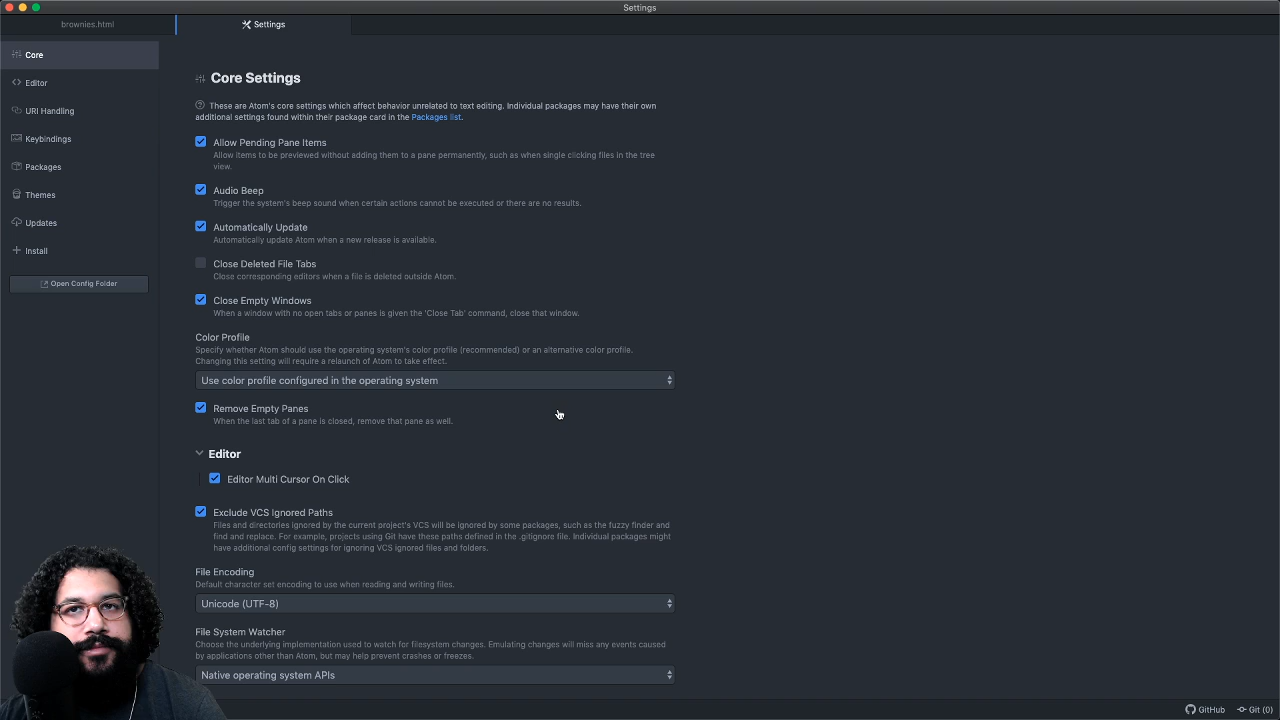 Settings
brownies.html
Settings
Core
Editor
URI Handling
Keybindings
Packages
Themes
Updates
Install
Open Config Folder
Core Settings
These are Atom's core settings which affect behavior unrelated to text editing. Individual packages may have their own
additional settings found within their package card in the Packages list.
Allow Pending Pane Items
Allow items to be previewed without adding them to a pane permanently, such as when single clicking files in the tree
view.
Audio Beep
Trigger the system's beep sound when certain actions cannot be executed or there are no results.
Automatically Update
Automatically update Atom when a new release is available.
Close Deleted File Tabs
Close corresponding editors when a file is deleted outside Atom.
Close Empty Windows
When a window with no open tabs or panes is given the 'Close Tab' command, close that window.
Color Profile
Specify whether Atom should use the operating system's color profile (recommended) or an alternative color profile.
Changing this setting will require a relaunch of Atom to take effect.
Use color profile configured in the operating system
Remove Empty Panes
When the last tab of a pane is closed, remove that pane as well.
Editor
Editor Multi Cursor On Click
Exclude VCS Ignored Paths
Files and directories ignored by the current project's VCS will be ignored by some packages, such as the fuzzy finder and
find and replace. For example, projects using Git have these paths defined in the .gitignore file. Individual packages might
have additional config settings for ignoring VCS ignored files and folders.
File Encoding
Default character set encoding to use when reading and writing files.
Unicode (UTF-8)
File System Watcher
Choose the underlying implementation used to watch for filesystem changes. Emulating changes will miss any events caused
by applications other than Atom, but may help prevent crashes or freezes.
Native operating system APIs
GitHub
Git (0)